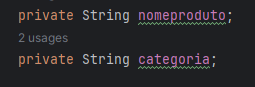 private String nomeproduto;
2 usages
private String categoria;